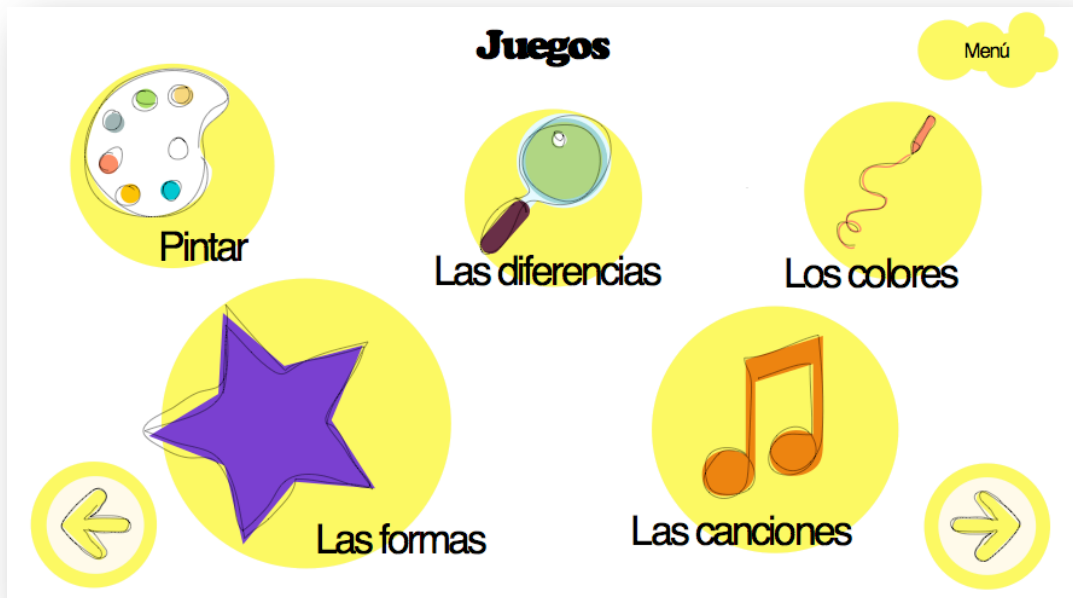 Juegos
Menú
Pintar
Las diferencias
Los colores
Las formas
Las canciones